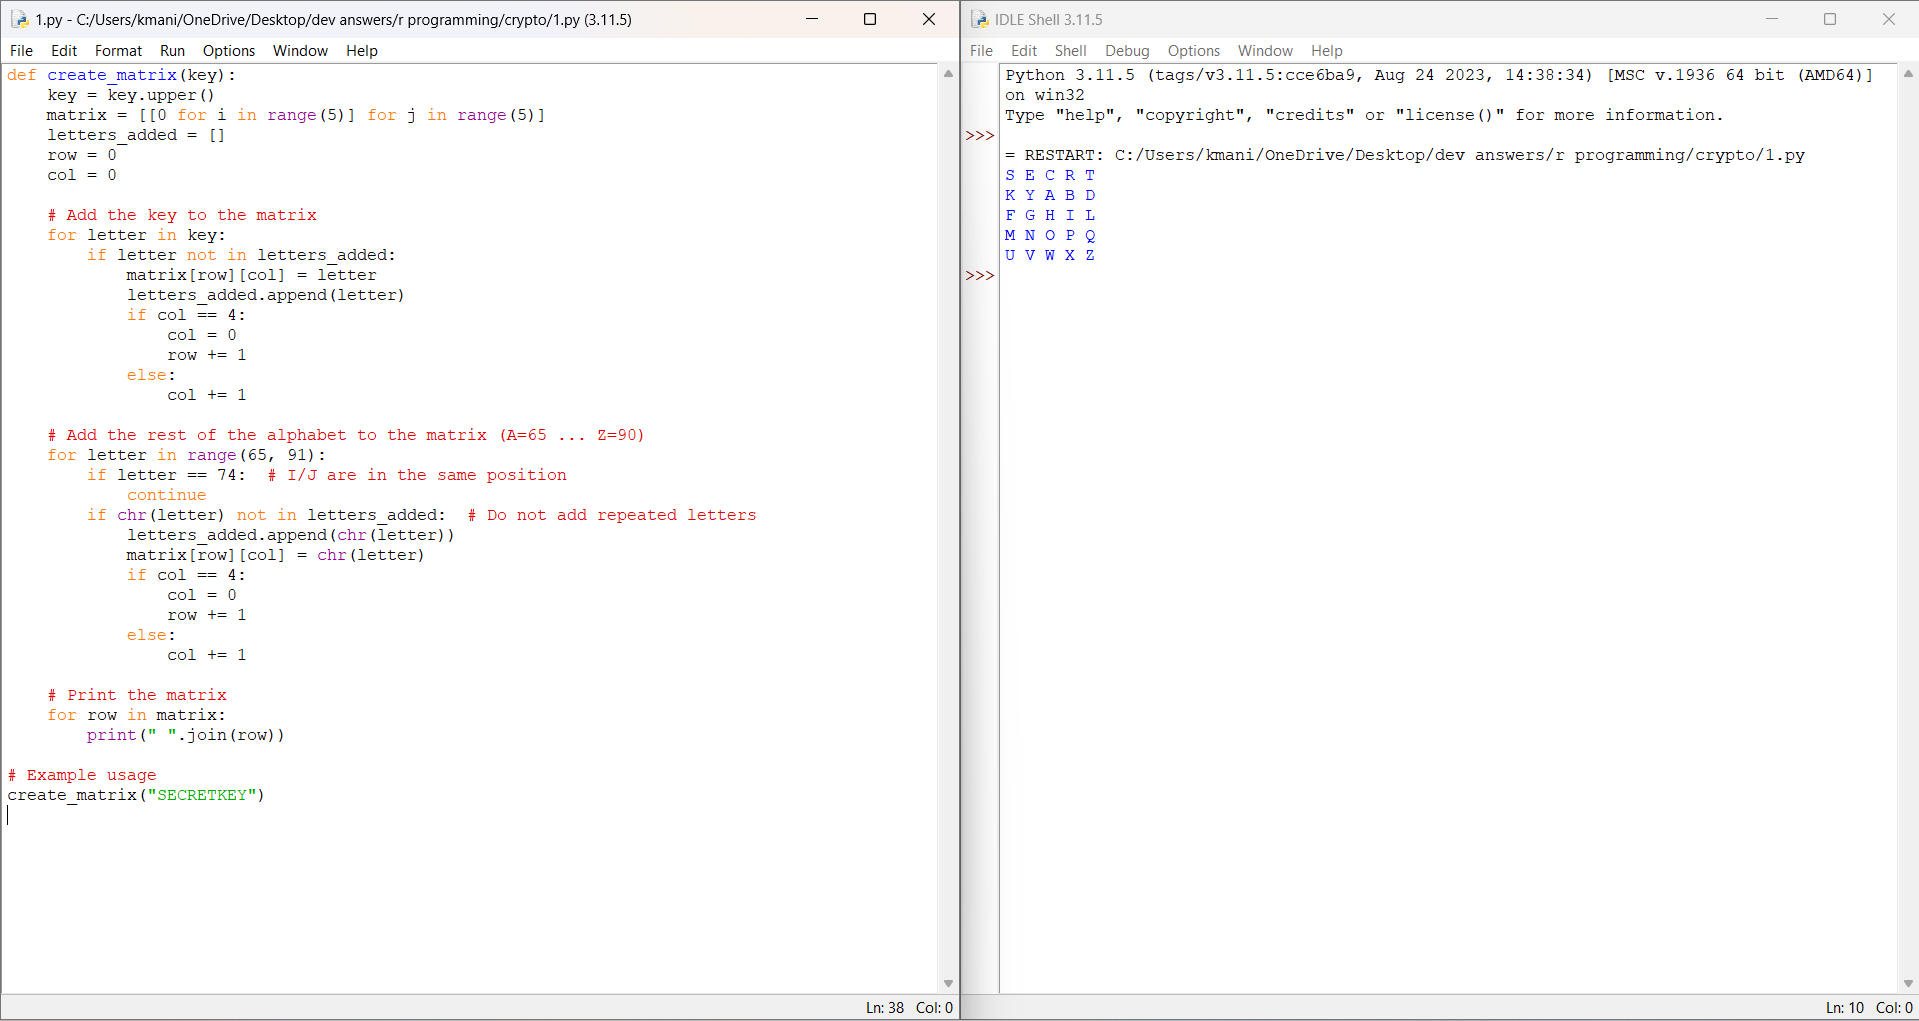 1.py - C:/Users/kmani/OneDrive/Desktop/dev answers/r programming/crypto/1.py (3.11.5)
File Edit Format Run Options Window Help
def create_matrix(key):
    key = key.upper()
    matrix = [[0 for i in range(5)] for j in range(5)]
    letters_added = []
    row = 0
    col = 0

    # Add the key to the matrix
    for letter in key:
        if letter not in letters_added:
            matrix[row][col] = letter
            letters_added.append(letter)
            if col == 4:
                col = 0
                row += 1
            else:
                col += 1

    # Add the rest of the alphabet to the matrix (A=65 ... Z=90)
    for letter in range(65, 91):
        if letter == 74:  # I/J are in the same position
            continue
        if chr(letter) not in letters_added:  # Do not add repeated letters
            letters_added.append(chr(letter))
            matrix[row][col] = chr(letter)
            if col == 4:
                col = 0
                row += 1
            else:
                col += 1

    # Print the matrix
    for row in matrix:
        print(" ".join(row))

# Example usage
create_matrix("SECRETKEY")
Ln: 38 Col: 0
IDLE Shell 3.11.5
File Edit Shell Debug Options Window Help
Python 3.11.5 (tags/v3.11.5:cce6ba9, Aug 24 2023, 14:38:34) [MSC v.1936 64 bit (AMD64)]
on win32
Type "help", "copyright", "credits" or "license()" for more information.
>>>
= RESTART: C:/Users/kmani/OneDrive/Desktop/dev answers/r programming/crypto/1.py
S E C R T
K Y A B D
F G H I L
M N O P Q
U V W X Z
>>>
Ln: 10 Col: 0